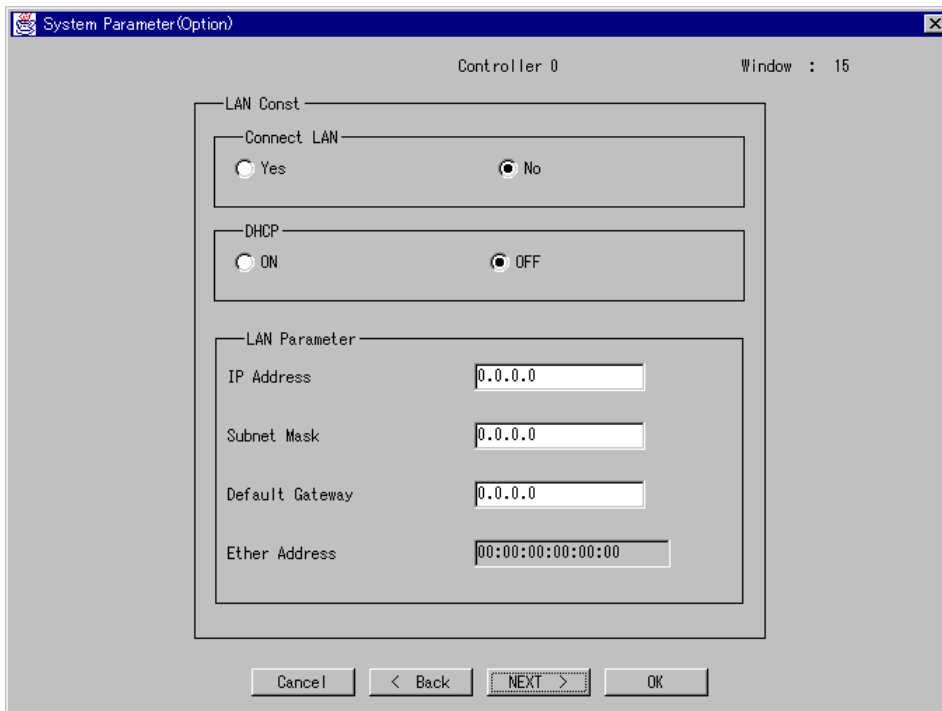 System Parameter(Option)
Controller 0 Window : 15
LAN Const
Connect LAN
Yes No
DHCP
ON OFF
LAN Parameter
IP Address 0.0.0.0
Subnet Mask 0.0.0.0
Default Gateway 0.0.0.0
Ether Address 00:00:00:00:00:00
Cancel < Back NEXT > OK